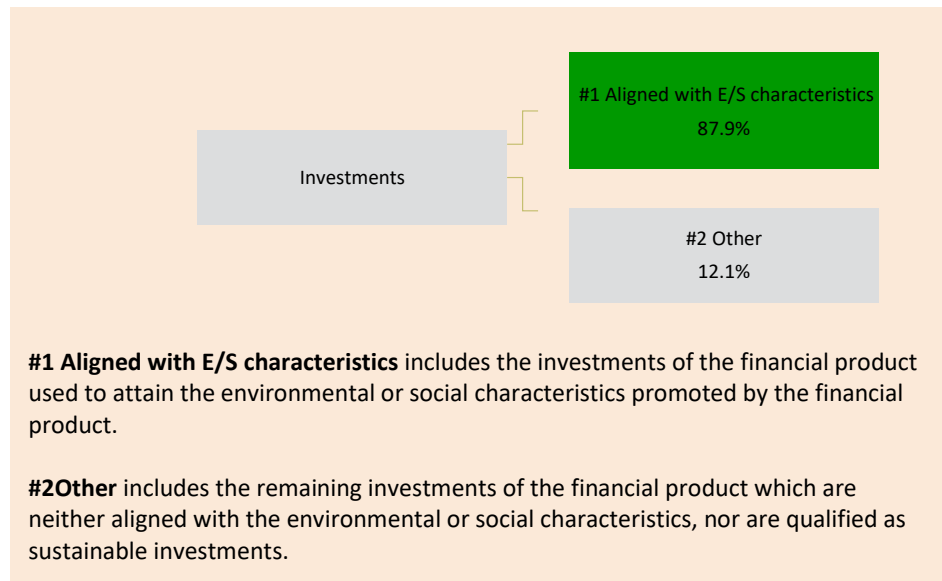 #1 Aligned with E/S characteristics
87.9%
Investments
#2 Other
12.1%
#1 Aligned with E/S characteristics includes the investments of the financial product
used to attain the environmental or social characteristics promoted by the financial
product.
#2Other includes the remaining investments of the financial product which are
neither aligned with the environmental or social characteristics, nor are qualified as
sustainable investments.